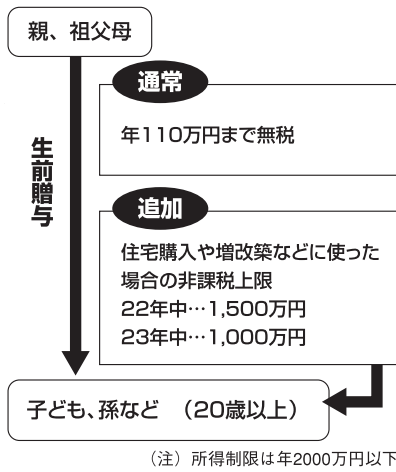 親、祖父母
生前贈与
通常
年110万円まで無税
追加
住宅購入や増改築などに使った
場合の非課税上限
22年中…1,500万円
23年中…1,000万円
子ども、孫など （20歳以上）
（注）所得制限は年2000万円以下